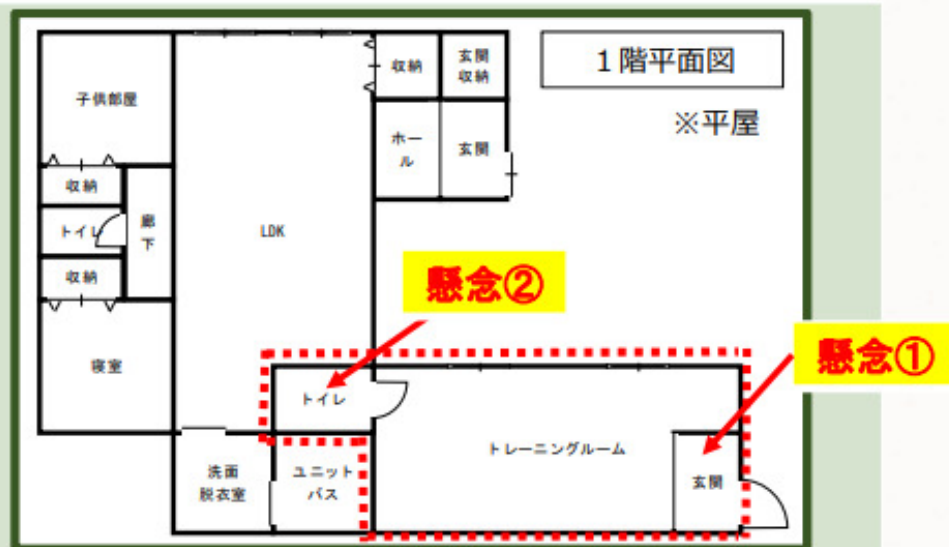 1階平面図
※平屋
子供部屋
収納
トイレ
廊下
収納
寝室
LDK
収納
玄関
収納
ホール
玄関
懸念②
懸念①
トイレ
トレーニングルーム
玄関
洗面
脱衣室
ユニット
バス